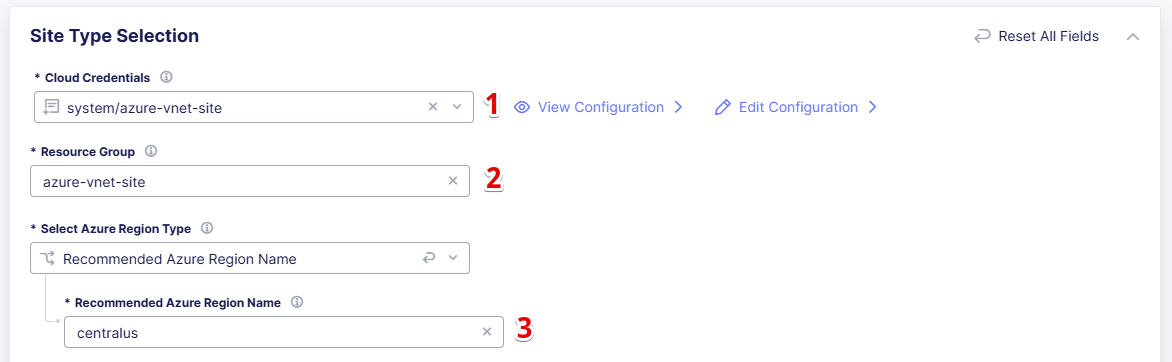 Site Type Selection
Reset All Fields
* Cloud Credentials
system/azure-vnet-site
1
View Configuration
Edit Configuration
* Resource Group
azure-vnet-site
2
* Select Azure Region Type
Recommended Azure Region Name
* Recommended Azure Region Name
centralus
3